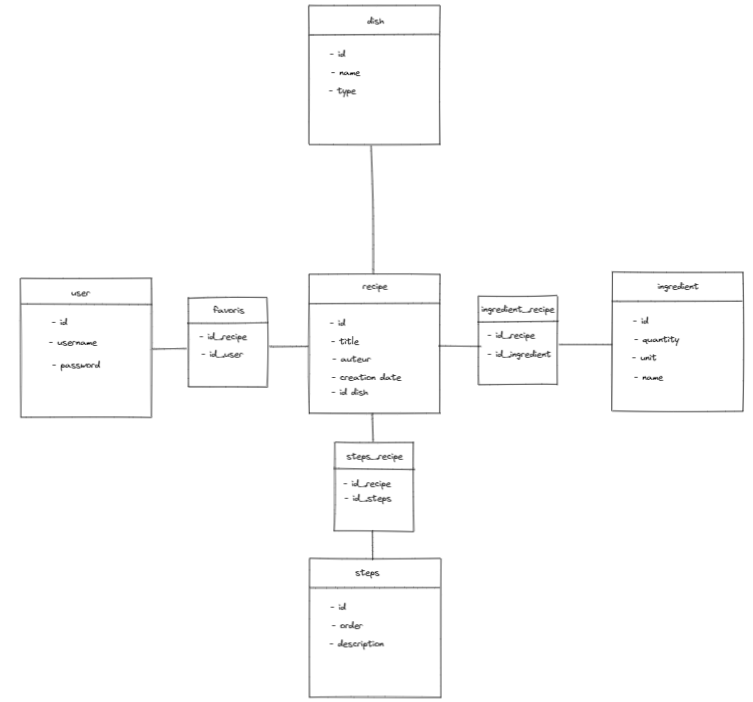 dish
- id
- name
- type
user
- id
- username
- password
favoris
- id_recipe
- id_user
recipe
- id
- title
- auteur
- creation date
- id dish
ingredient_recipe
- id_recipe
- id_ingredient
ingredient
- id
- quantity
- unit
- name
steps_recipe
- id_recipe
- id_steps
steps
- id
- order
- description